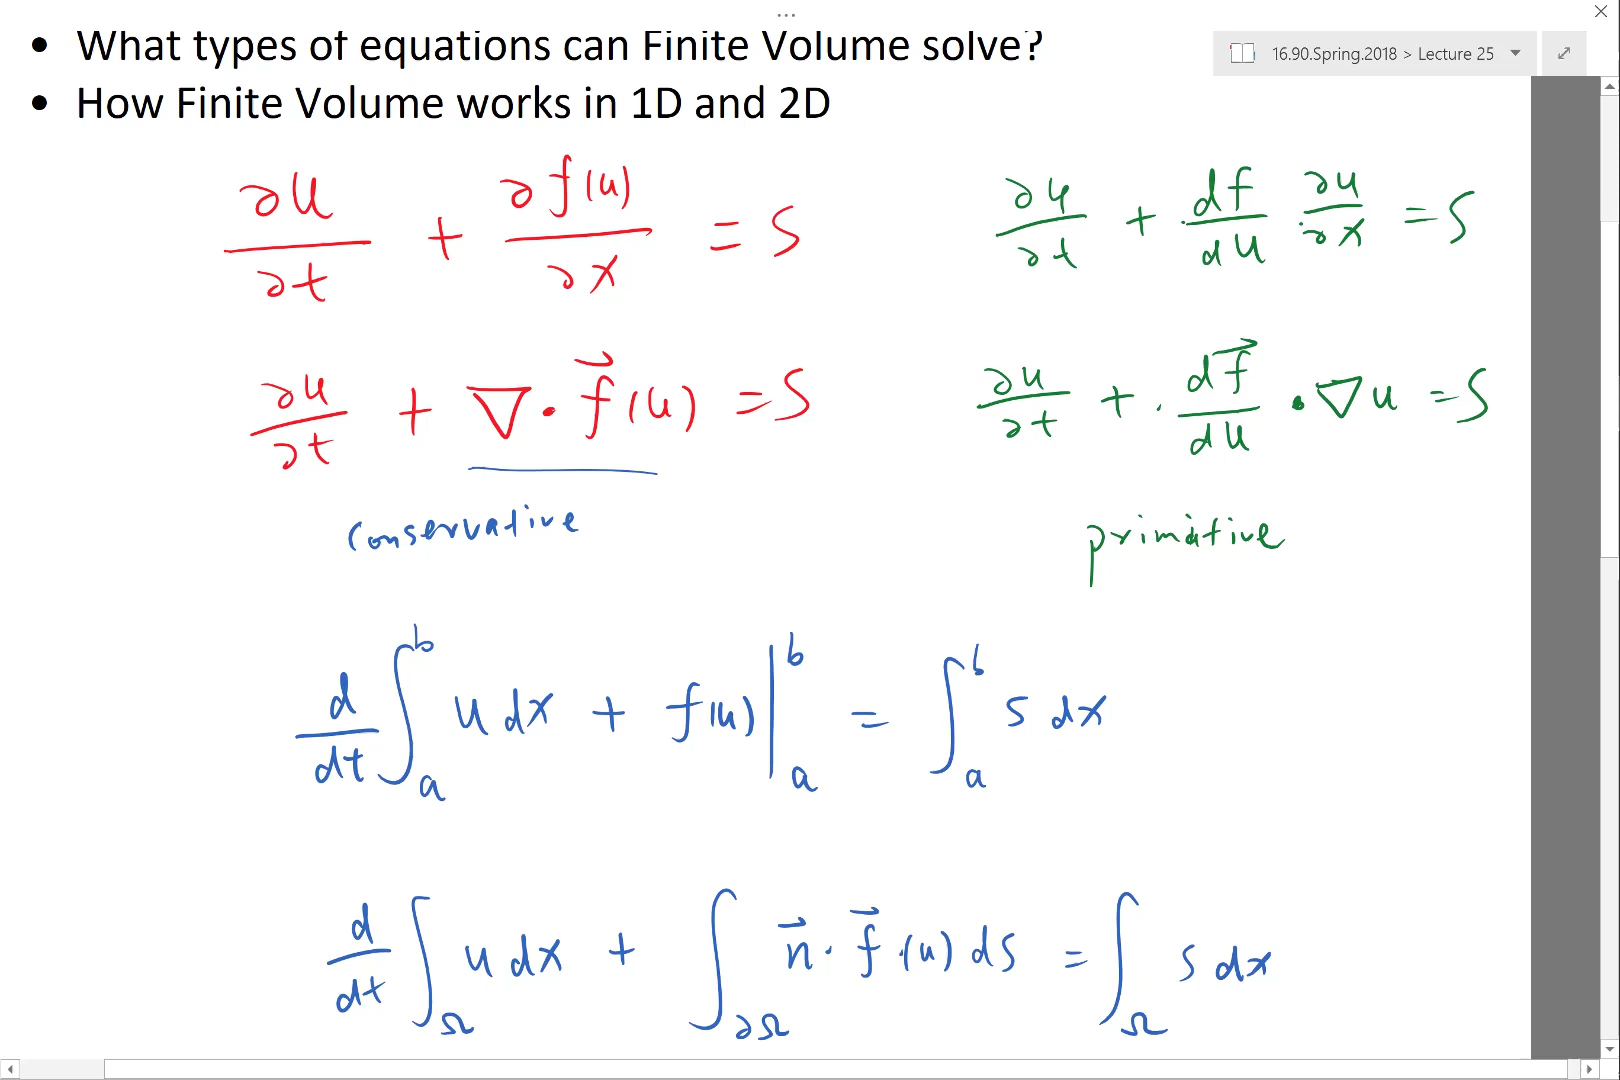 • What types of equations can Finite Volume solve?
16.90.Spring.2018 > Lecture 25
• How Finite Volume works in 1D and 2D
∂u/∂t + ∂f(u)/∂x = S
∂u/∂t + df/du ∂u/∂x = S
∂u/∂t + ∇·f⃗(u) = S
∂u/∂t + df⃗/du · ∇u = S
conservative
primitive
d/dt ∫_a^b u dx + f(u)|_a^b = ∫_a^b s dx
d/dt ∫_Ω u dx + ∫_∂Ω n⃗·f⃗(u) ds = ∫_Ω s dx